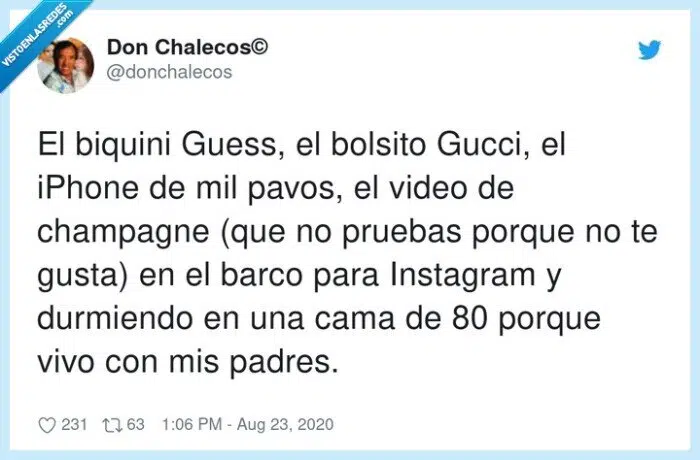 VISTOENLASREDES
.com
Don Chalecos©
@donchalecos
El biquini Guess, el bolsito Gucci, el
iPhone de mil pavos, el video de
champagne (que no pruebas porque no te
gusta) en el barco para Instagram y
durmiendo en una cama de 80 porque
vivo con mis padres.
231 63 1:06 PM - Aug 23, 2020